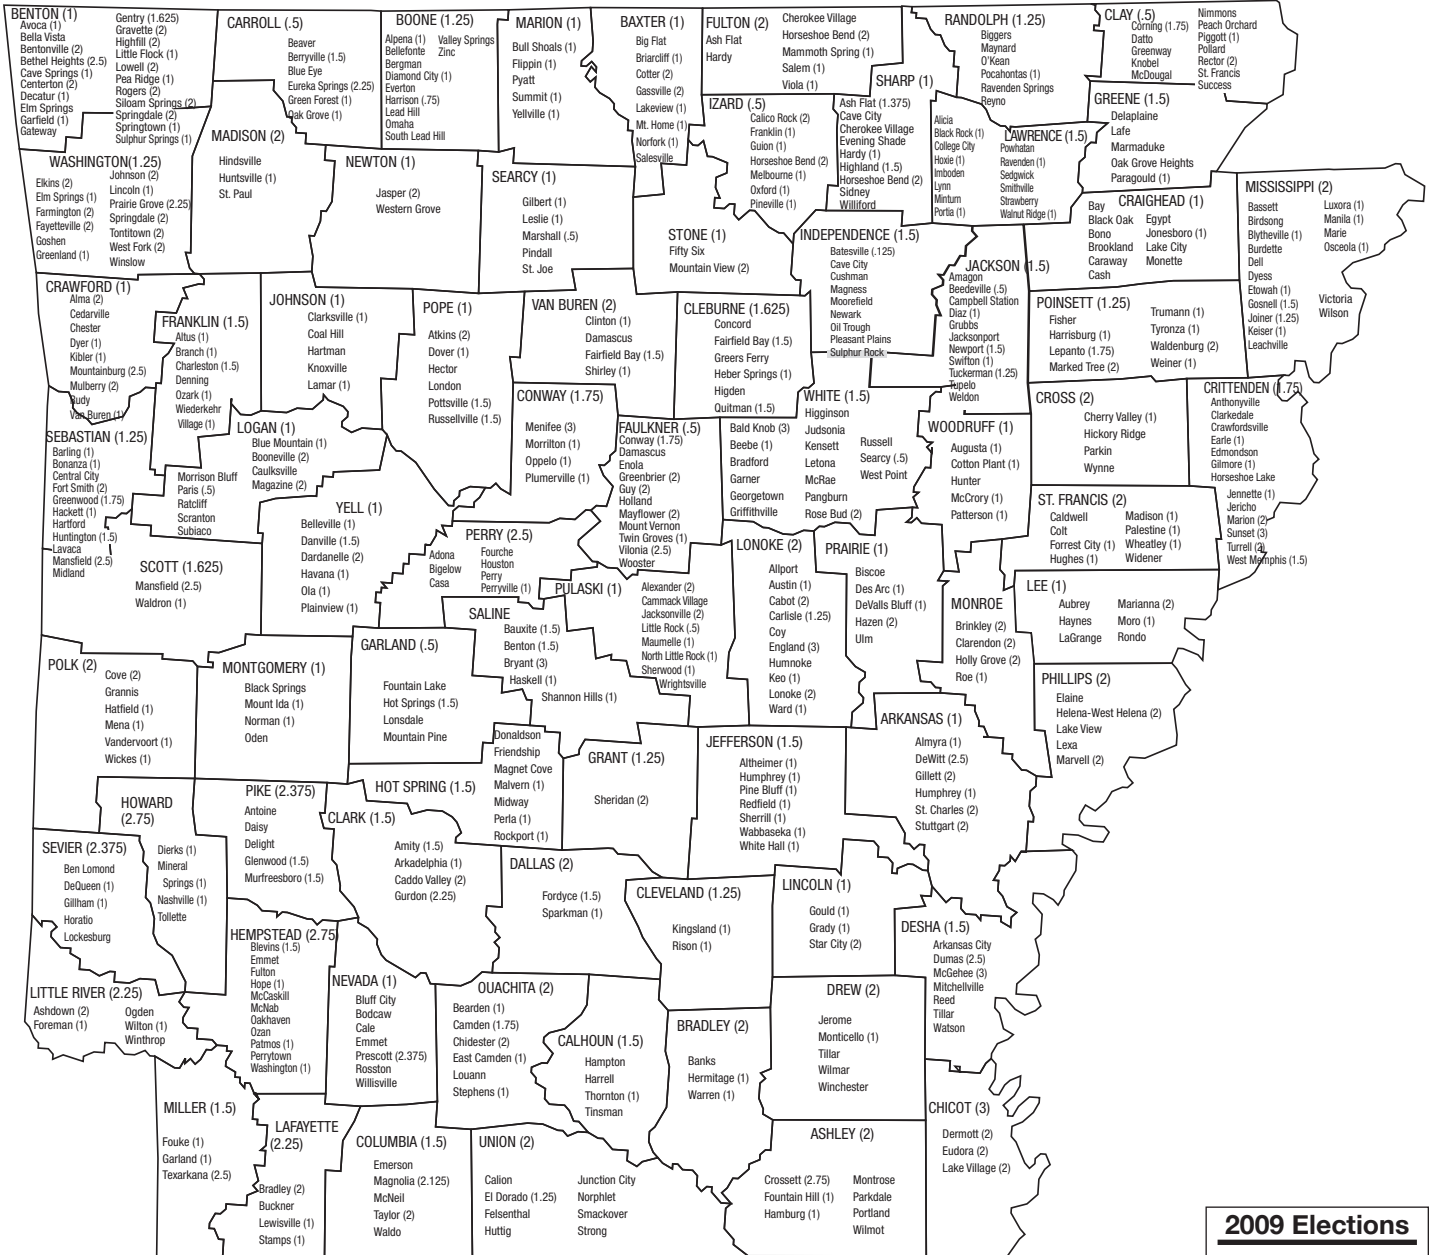 BENTON (1)
Avoca (1)
Bella Vista
Bentonville (2)
Bethel Heights (2.5)
Cave Springs (1)
Centerton (2)
Decatur (1)
Elm Springs
Garfield (1)
Gateway
Gentry (1.625)
Gravette (2)
Highfill (2)
Little Flock (1)
Lowell (2)
Pea Ridge (1)
Rogers (2)
Siloam Springs (2)
Springdale (2)
Springtown (1)
Sulphur Springs (1)
CARROLL (.5)
Beaver
Berryville (1.5)
Blue Eye
Eureka Springs (2.25)
Green Forest (1)
Oak Grove (1)
BOONE (1.25)
Alpena (1)
Bellefonte
Bergman
Diamond City (1)
Everton
Harrison (.75)
Lead Hill
Omaha
South Lead Hill
Valley Springs
Zinc
MARION (1)
Bull Shoals (1)
Flippin (1)
Pyatt
Summit (1)
Yellville (1)
BAXTER (1)
Big Flat
Briarcliff (1)
Cotter (2)
Gassville (2)
Lakeview (1)
Mt. Home (1)
Norfork (1)
Salesville
FULTON (2)
Ash Flat
Hardy
Cherokee Village
Horseshoe Bend (2)
Mammoth Spring (1)
Salem (1)
Viola (1)
SHARP (1)
Ash Flat (1.375)
Cave City
Cherokee Village
Evening Shade
Hardy (1)
Highland (1.5)
Horseshoe Bend (2)
Sidney
Williford
RANDOLPH (1.25)
Biggers
Maynard
O'Kean
Pocahontas (1)
Ravenden Springs
Reyno
CLAY (.5)
Corning (1.75)
Datto
Greenway
Knobel
McDougal
Nimmons
Peach Orchard
Piggott (1)
Pollard
Rector (2)
St. Francis
Success
GREENE (1.5)
Delaplaine
Lafe
Marmaduke
Oak Grove Heights
Paragould (1)
IZARD (.5)
Calico Rock (2)
Franklin (1)
Guion (1)
Horseshoe Bend (2)
Melbourne (1)
Oxford (1)
Pineville (1)
LAWRENCE (1.5)
Alicia
Black Rock (1)
College City
Hoxie (1)
Imboden
Lynn
Minturn
Portia (1)
Powhatan
Ravenden (1)
Sedgwick
Smithville
Strawberry
Walnut Ridge (1)
WASHINGTON(1.25)
Elkins (2)
Elm Springs (1)
Farmington (2)
Fayetteville (2)
Goshen
Greenland (1)
Johnson (2)
Lincoln (1)
Prairie Grove (2.25)
Springdale (2)
Tontitown (2)
West Fork (2)
Winslow
MADISON (2)
Hindsville
Huntsville (1)
St. Paul
NEWTON (1)
Jasper (2)
Western Grove
SEARCY (1)
Gilbert (1)
Leslie (1)
Marshall (.5)
Pindall
St. Joe
STONE (1)
Fifty Six
Mountain View (2)
INDEPENDENCE (1.5)
Batesville (.125)
Cave City
Cushman
Magness
Moorefield
Newark
Oil Trough
Pleasant Plains
Sulphur Rock
CRAIGHEAD (1)
Bay
Black Oak
Bono
Brookland
Caraway
Cash
Egypt
Jonesboro (1)
Lake City
Monette
MISSISSIPPI (2)
Bassett
Birdsong
Blytheville (1)
Burdette
Dell
Dyess
Etowah (1)
Gosnell (1.5)
Joiner (1.25)
Keiser (1)
Leachville
Luxora (1)
Manila (1)
Marie
Osceola (1)
Victoria
Wilson
JACKSON (1.5)
Amagon
Beedeville (.5)
Campbell Station
Diaz (1)
Grubbs
Jacksonport
Newport (1.5)
Swifton (1)
Tuckerman (1.25)
Tupelo
Weldon
POINSETT (1.25)
Fisher
Harrisburg (1)
Lepanto (1.75)
Marked Tree (2)
Trumann (1)
Tyronza (1)
Waldenburg (2)
Weiner (1)
CRAWFORD (1)
Alma (2)
Cedarville
Chester
Dyer (1)
Kibler (1)
Mountainburg (2.5)
Mulberry (2)
Rudy
Van Buren (1)
FRANKLIN (1.5)
Altus (1)
Branch (1)
Charleston (1.5)
Denning
Ozark (1)
Wiederkehr
Village (1)
JOHNSON (1)
Clarksville (1)
Coal Hill
Hartman
Knoxville
Lamar (1)
POPE (1)
Atkins (2)
Dover (1)
Hector
London
Pottsville (1.5)
Russellville (1.5)
VAN BUREN (2)
Clinton (1)
Damascus
Fairfield Bay (1.5)
Shirley (1)
CLEBURNE (1.625)
Concord
Fairfield Bay (1.5)
Greers Ferry
Heber Springs (1)
Higden
Quitman (1.5)
CONWAY (1.75)
Menifee (3)
Morrilton (1)
Oppelo (1)
Plumerville (1)
FAULKNER (.5)
Conway (1.75)
Damascus
Enola
Greenbrier (2)
Guy (2)
Holland
Mayflower (2)
Mount Vernon
Twin Groves (1)
Vilonia (2.5)
Wooster
WHITE (1.5)
Bald Knob (3)
Beebe (1)
Bradford
Garner
Georgetown
Griffithville
Higginson
Judsonia
Kensett
Letona
McRae
Pangburn
Rose Bud (2)
Russell
Searcy (.5)
West Point
WOODRUFF (1)
Augusta (1)
Cotton Plant (1)
Hunter
McCrory (1)
Patterson (1)
CROSS (2)
Cherry Valley (1)
Hickory Ridge
Parkin
Wynne
CRITTENDEN (1.75)
Anthonyville
Clarkedale
Crawfordsville
Earle (1)
Edmondson
Gilmore (1)
Horseshoe Lake
Jennette (1)
Jericho
Marion (2)
Sunset (3)
Turrell (2)
West Memphis (1.5)
ST. FRANCIS (2)
Caldwell
Colt
Forrest City (1)
Hughes (1)
Madison (1)
Palestine (1)
Wheatley (1)
Widener
SEBASTIAN (1.25)
Barling (1)
Bonanza (1)
Central City
Fort Smith (2)
Greenwood (1.75)
Hackett (1)
Hartford
Huntington (1.5)
Lavaca
Mansfield (2.5)
Midland
LOGAN (1)
Blue Mountain (1)
Booneville (2)
Caulksville
Magazine (2)
Morrison Bluff
Paris (.5)
Ratcliff
Scranton
Subiaco
YELL (1)
Belleville (1)
Danville (1.5)
Dardanelle (2)
Havana (1)
Ola (1)
Plainview (1)
SCOTT (1.625)
Mansfield (2.5)
Waldron (1)
PERRY (2.5)
Adona
Bigelow
Casa
Fourche
Houston
Perry
Perryville (1)
PULASKI (1)
Alexander (2)
Cammack Village
Jacksonville (2)
Little Rock (.5)
Maumelle (1)
North Little Rock (1)
Sherwood (1)
Wrightsville
LONOKE (2)
Allport
Austin (1)
Cabot (2)
Carlisle (1.25)
Coy
England (3)
Humnoke
Keo (1)
Lonoke (2)
Ward (1)
PRAIRIE (1)
Biscoe
Des Arc (1)
DeValls Bluff (1)
Hazen (2)
Ulm
MONROE
Brinkley (2)
Clarendon (2)
Holly Grove (2)
Roe (1)
LEE (1)
Aubrey
Haynes
LaGrange
Marianna (2)
Moro (1)
Rondo
PHILLIPS (2)
Elaine
Helena-West Helena (2)
Lake View
Lexa
Marvell (2)
SALINE
Bauxite (1.5)
Benton (1.5)
Bryant (3)
Haskell (1)
Shannon Hills (1)
GARLAND (.5)
Fountain Lake
Hot Springs (1.5)
Lonsdale
Mountain Pine
POLK (2)
Cove (2)
Grannis
Hatfield (1)
Mena (1)
Vandervoort (1)
Wickes (1)
MONTGOMERY (1)
Black Springs
Mount Ida (1)
Norman (1)
Oden
HOT SPRING (1.5)
Donaldson
Friendship
Magnet Cove
Malvern (1)
Midway
Perla (1)
Rockport (1)
GRANT (1.25)
Sheridan (2)
JEFFERSON (1.5)
Altheimer (1)
Humphrey (1)
Pine Bluff (1)
Redfield (1)
Sherrill (1)
Wabbaseka (1)
White Hall (1)
ARKANSAS (1)
Almyra (1)
DeWitt (2.5)
Gillett (2)
Humphrey (1)
St. Charles (2)
Stuttgart (2)
HOWARD
(2.75)
Dierks (1)
Mineral
Springs (1)
Nashville (1)
Tollette
PIKE (2.375)
Antoine
Daisy
Delight
Glenwood (1.5)
Murfreesboro (1.5)
CLARK (1.5)
Amity (1.5)
Arkadelphia (1)
Caddo Valley (2)
Gurdon (2.25)
DALLAS (2)
Fordyce (1.5)
Sparkman (1)
CLEVELAND (1.25)
Kingsland (1)
Rison (1)
LINCOLN (1)
Gould (1)
Grady (1)
Star City (2)
DESHA (1.5)
Arkansas City
Dumas (2.5)
McGehee (3)
Mitchellville
Reed
Tillar
Watson
SEVIER (2.375)
Ben Lomond
DeQueen (1)
Gillham (1)
Horatio
Lockesburg
HEMPSTEAD (2.75)
Blevins (1.5)
Emmet
Fulton
Hope (1)
McCaskill
McNab
Oakhaven
Ozan
Patmos (1)
Perrytown
Washington (1)
NEVADA (1)
Bluff City
Bodcaw
Cale
Emmet
Prescott (2.375)
Rosston
Willisville
OUACHITA (2)
Bearden (1)
Camden (1.75)
Chidester (2)
East Camden (1)
Louann
Stephens (1)
CALHOUN (1.5)
Hampton
Harrell
Thornton (1)
Tinsman
BRADLEY (2)
Banks
Hermitage (1)
Warren (1)
DREW (2)
Jerome
Monticello (1)
Tillar
Wilmar
Winchester
LITTLE RIVER (2.25)
Ashdown (2)
Foreman (1)
Ogden
Wilton (1)
Winthrop
MILLER (1.5)
Fouke (1)
Garland (1)
Texarkana (2.5)
LAFAYETTE
(2.25)
Bradley (2)
Buckner
Lewisville (1)
Stamps (1)
COLUMBIA (1.5)
Emerson
Magnolia (2.125)
McNeil
Taylor (2)
Waldo
UNION (2)
Calion
El Dorado (1.25)
Felsenthal
Huttig
Junction City
Norphlet
Smackover
Strong
ASHLEY (2)
Crossett (2.75)
Fountain Hill (1)
Hamburg (1)
Montrose
Parkdale
Portland
Wilmot
CHICOT (3)
Dermott (2)
Eudora (2)
Lake Village (2)
2009 Elections